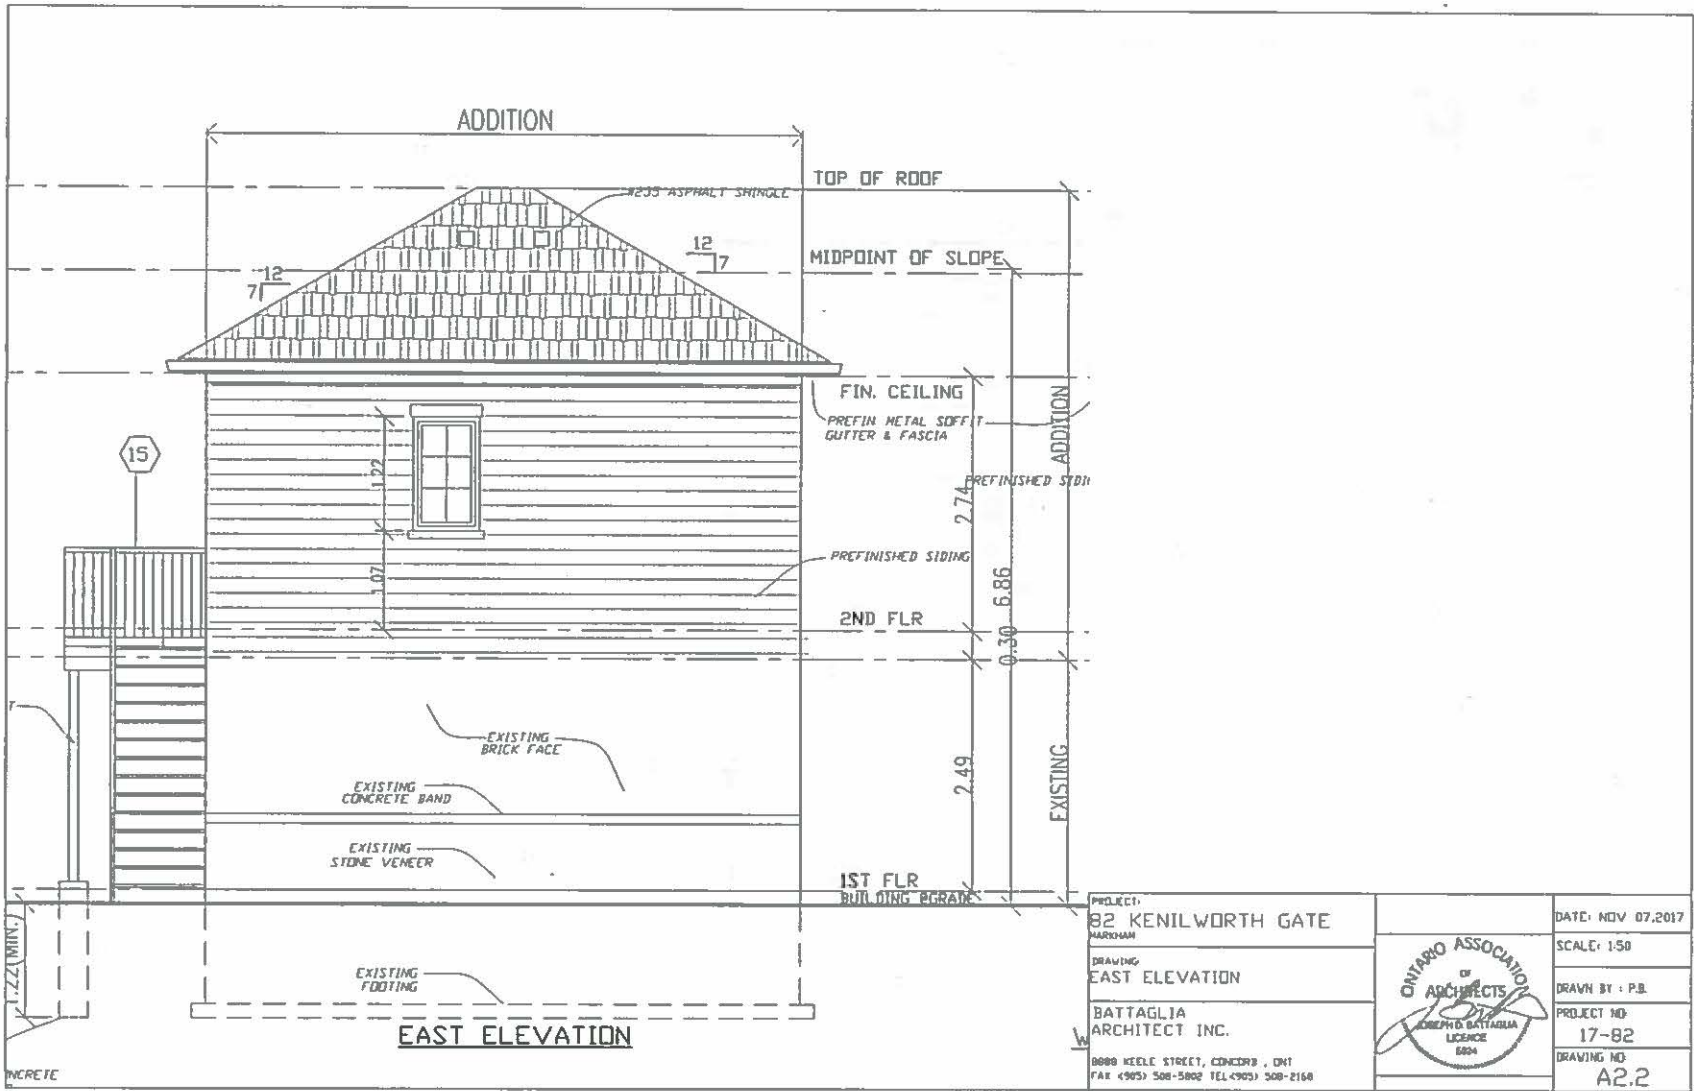 ADDITION
TOP OF ROOF
#235 ASPHALT SHINGLE
12
7
12
7
MIDPOINT OF SLOPE
FIN. CEILING
PREFIN METAL SOFFIT
GUTTER & FASCIA
ADDITION
PREFINISHED SIDI
15
1.22
2.74
1.07
PREFINISHED SIDING
6.86
2ND FLR
0.30
EXISTING
BRICK FACE
2.49
EXISTING
EXISTING
CONCRETE BAND
EXISTING
STONE VENEER
1ST FLR
BUILDING @GRADE
1.22(MIN.)
EXISTING
FOOTING
EAST ELEVATION
NCRETE
W
PROJECT:
82 KENILWORTH GATE
MARKHAM
DRAWING
EAST ELEVATION
BATTAGLIA
ARCHITECT INC.
KEELE STREET, CONCORD , ONT
FAX (905) 508-5802 TEL(905) 508-2168
ONTARIO ASSOCIATION
OF
ARCHITECTS
JOSEPH D. BATTAGLIA
LICENCE
DATE: NOV 07,2017
SCALE: 1:50
DRAWN BY : P.B.
PROJECT NO:
17-82
DRAWING NO:
A2.2